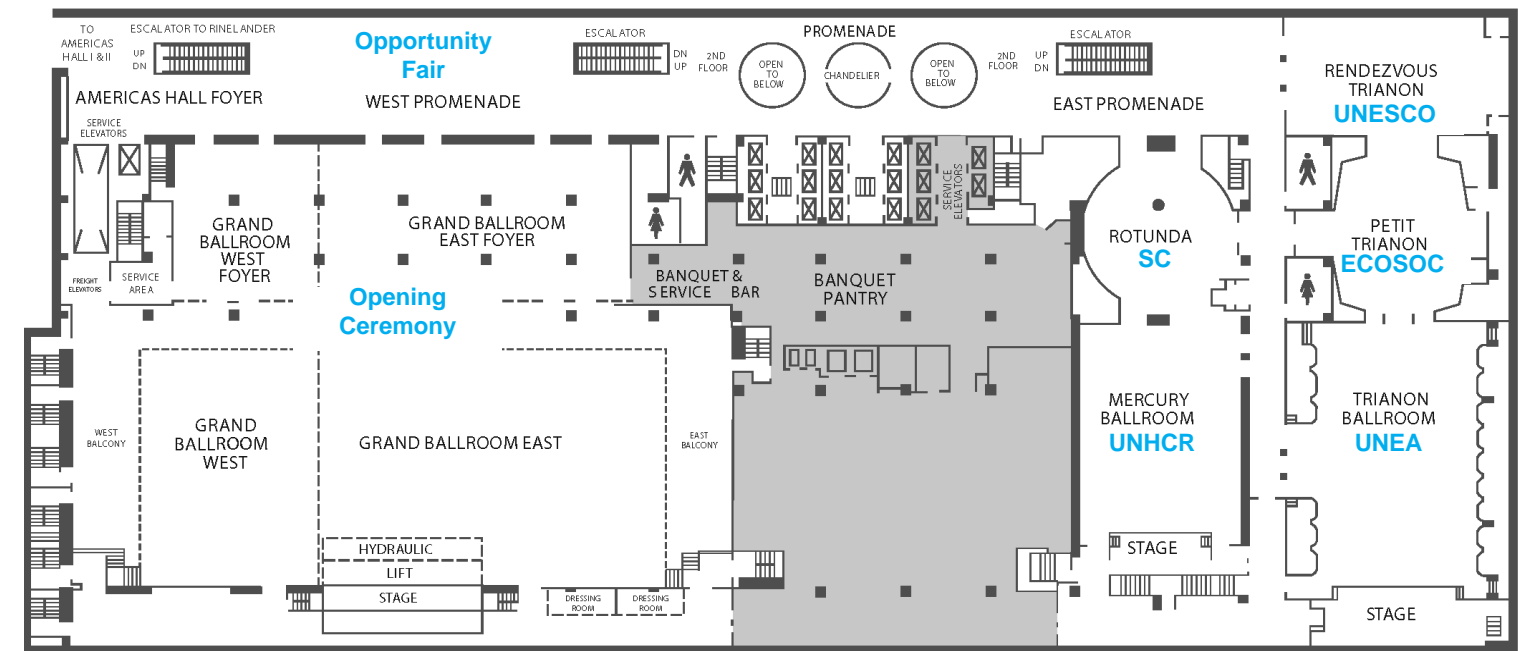 TO
AMERICAS
HALL I & II
ESCALATOR TO RINELANDER
UP
DN
Opportunity
Fair
WEST PROMENADE
AMERICAS HALL FOYER
ESCALATOR
DN
UP
2ND
FLOOR
PROMENADE
OPEN
TO
BELOW
CHANDELIER
OPEN
TO
BELOW
2ND
FLOOR
ESCALATOR
UP
DN
EAST PROMENADE
RENDEZVOUS
TRIANON
UNESCO
SERVICE
ELEVATORS
SERVICE
ELEVATORS
GRAND
BALLROOM
WEST
FOYER
GRAND BALLROOM
EAST FOYER
ROTUNDA
SC
PETIT
TRIANON
ECOSOC
FREIGHT
ELEVATORS
SERVICE
AREA
BANQUET &
SERVICE BAR
BANQUET
PANTRY
Opening
Ceremony
WEST
BALCONY
GRAND
BALLROOM
WEST
GRAND BALLROOM EAST
EAST
BALCONY
MERCURY
BALLROOM
UNHCR
TRIANON
BALLROOM
UNEA
HYDRAULIC
LIFT
STAGE
DRESSING
ROOM
DRESSING
ROOM
STAGE
STAGE